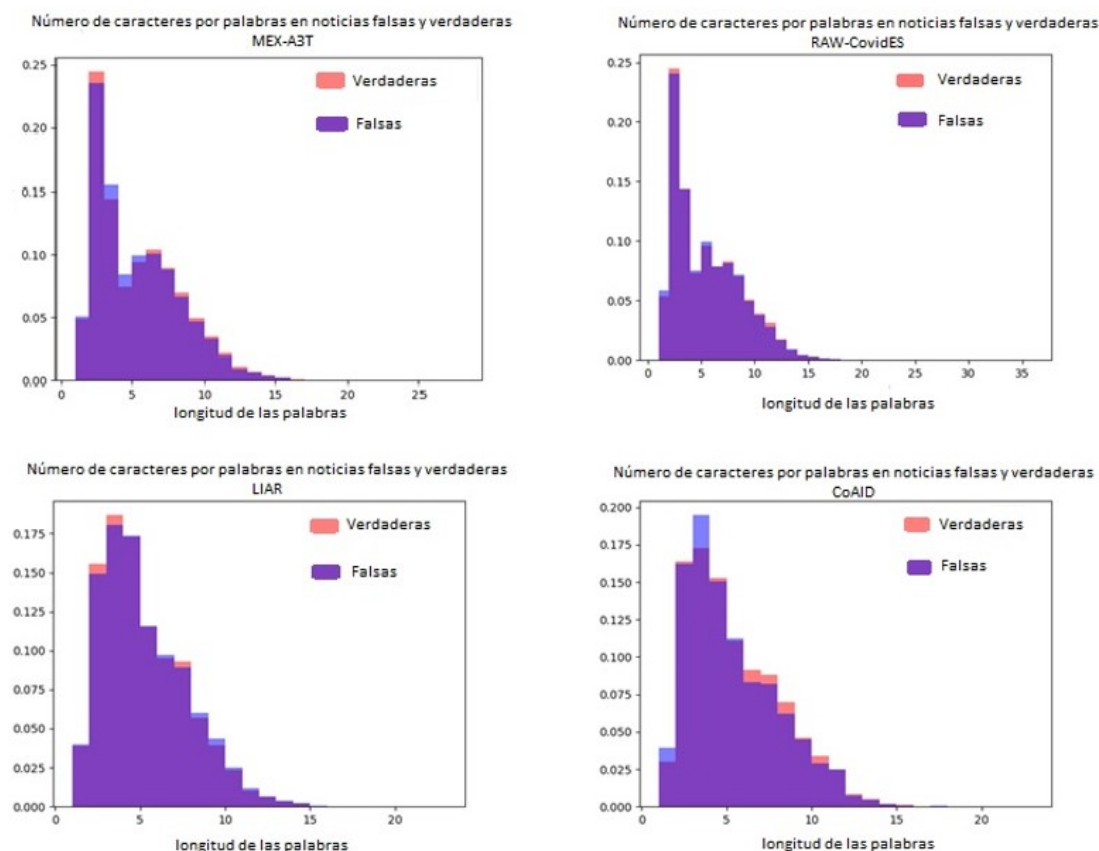 Número de caracteres por palabras en noticias falsas y verdaderas
MEX-A3T
0.25
0.20
0.15
0.10
0.05
0.00
0
5
10
15
20
25
Verdaderas
Falsas
longitud de las palabras
Número de caracteres por palabras en noticias falsas y verdaderas
RAW-CovidES
0.25
0.20
0.15
0.10
0.05
0.00
0
5
10
15
20
25
30
35
Verdaderas
Falsas
longitud de las palabras
Número de caracteres por palabras en noticias falsas y verdaderas
LIAR
0.175
0.150
0.125
0.100
0.075
0.050
0.025
0.000
0
5
10
15
20
Verdaderas
Falsas
longitud de las palabras
Número de caracteres por palabras en noticias falsas y verdaderas
CoAID
0.200
0.175
0.150
0.125
0.100
0.075
0.050
0.025
0.000
0
5
10
15
20
Verdaderas
Falsas
longitud de las palabras